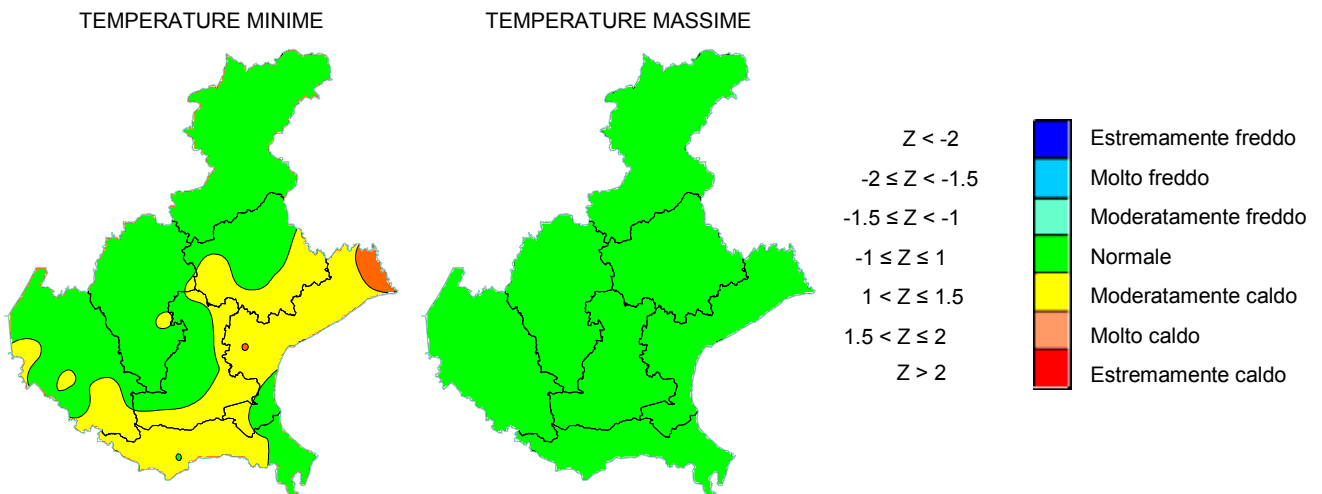 TEMPERATURE MINIME
TEMPERATURE MASSIME
Z < -2 Estremamente freddo
-2 ≤ Z < -1.5 Molto freddo
-1.5 ≤ Z < -1 Moderatamente freddo
-1 ≤ Z ≤ 1 Normale
1 < Z ≤ 1.5 Moderatamente caldo
1.5 < Z ≤ 2 Molto caldo
Z > 2 Estremamente caldo